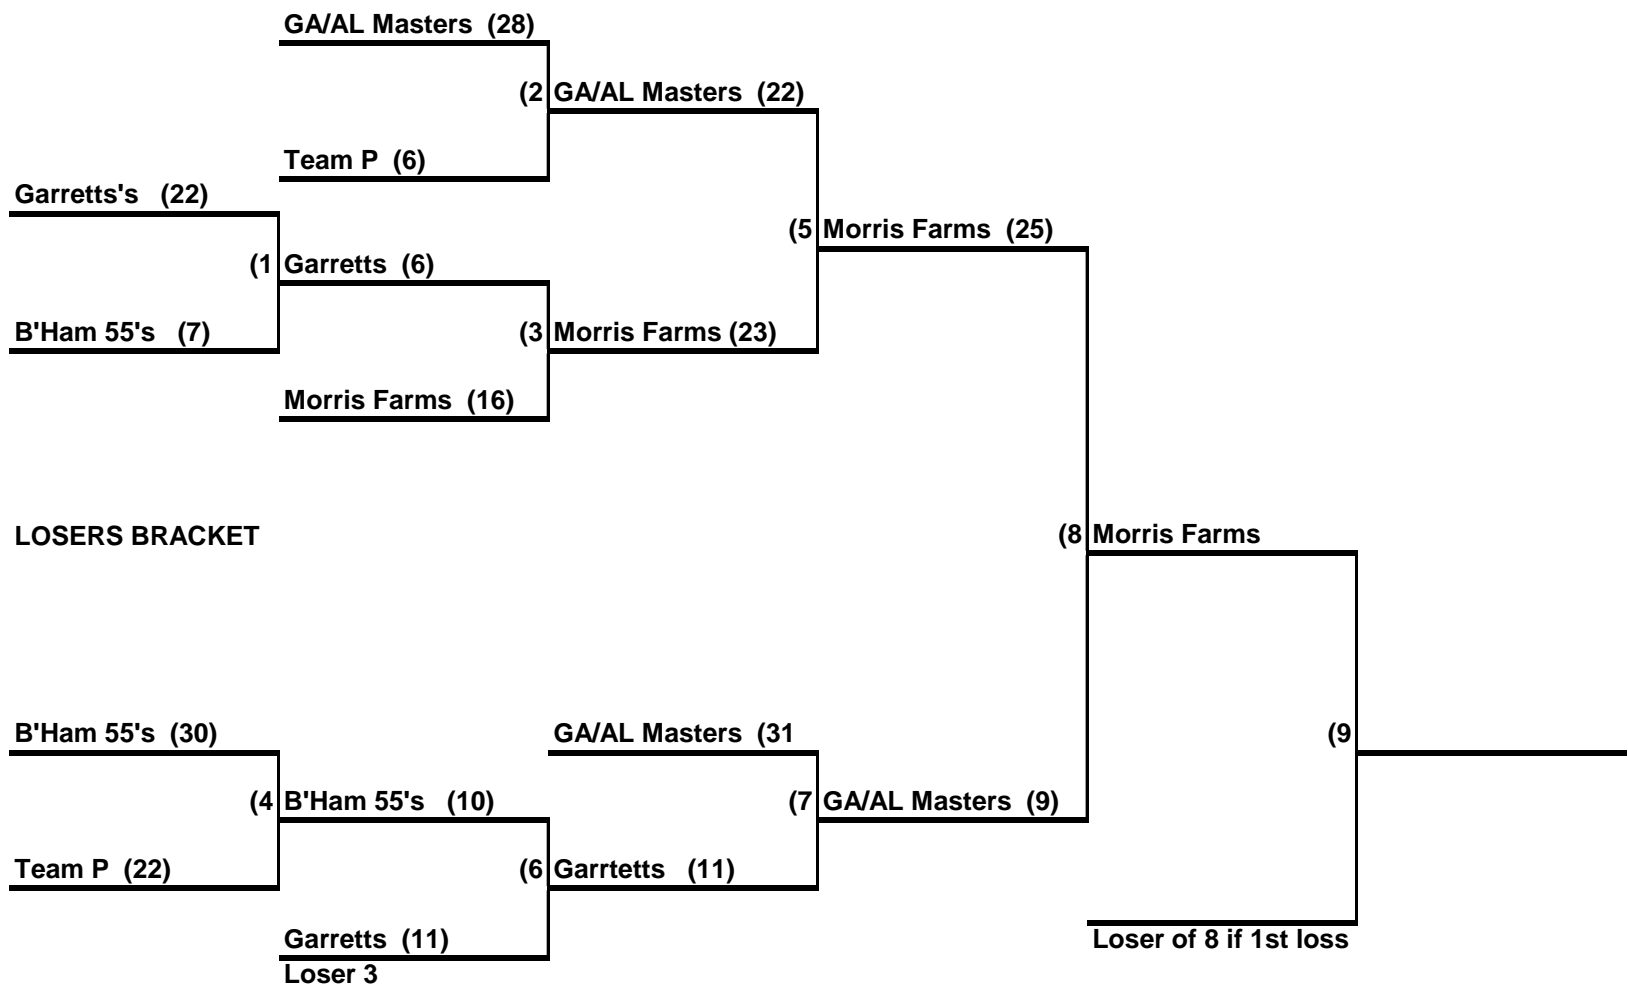 GA/AL Masters  (28)
(2 GA/AL Masters  (22)
Team P  (6)
Garretts's   (22)
(5 Morris Farms  (25)
(1 Garretts  (6)
B'Ham 55's   (7)
(3 Morris Farms (23)
Morris Farms  (16)
LOSERS BRACKET
(8 Morris Farms
B'Ham 55's  (30)
GA/AL Masters  (31
(9
(4 B'Ham 55's   (10)
(7 GA/AL Masters  (9)
Team P  (22)
(6 Garrtetts   (11)
Garretts  (11)
Loser of 8 if 1st loss
Loser 3